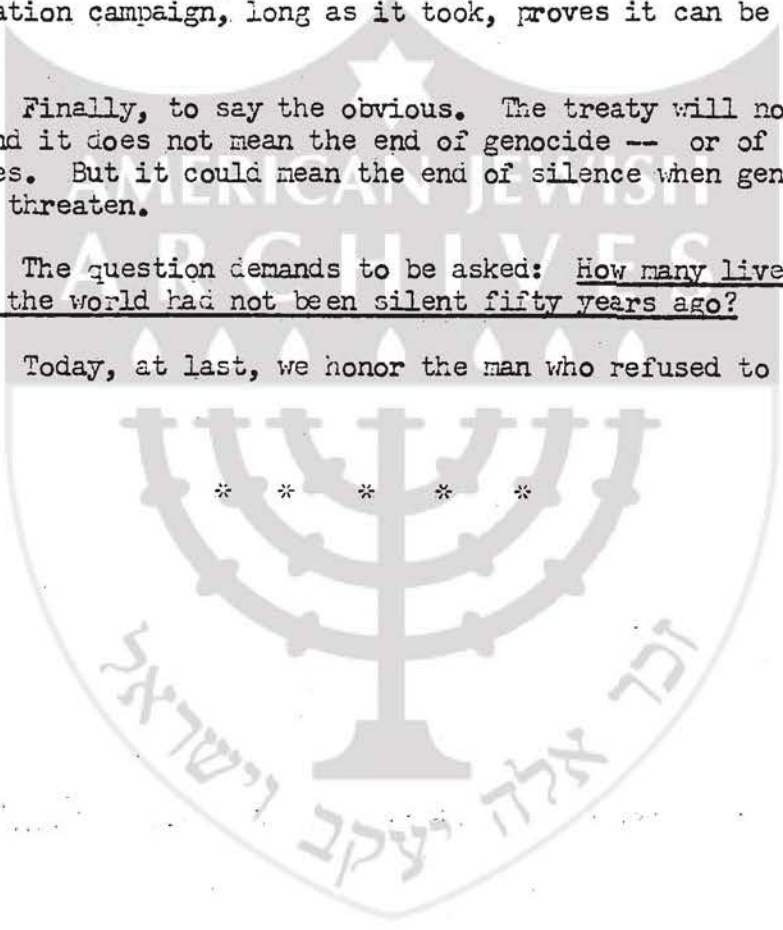 ation campaign, long as it took, proves it can be
Finally, to say the obvious. The treaty will no
nd it does not mean the end of genocide -- or of
es. But it could mean the end of silence when gen
threaten.
The question demands to be asked: How many live
the world had not been silent fifty years ago?
Today, at last, we honor the man who refused to
* * * * *
AMERICAN JEWISH
ARCHIVES
זכר אלה יעקב וישראל